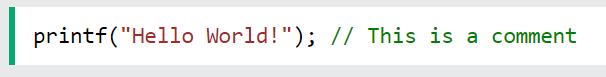 printf("Hello World!"); // This is a comment